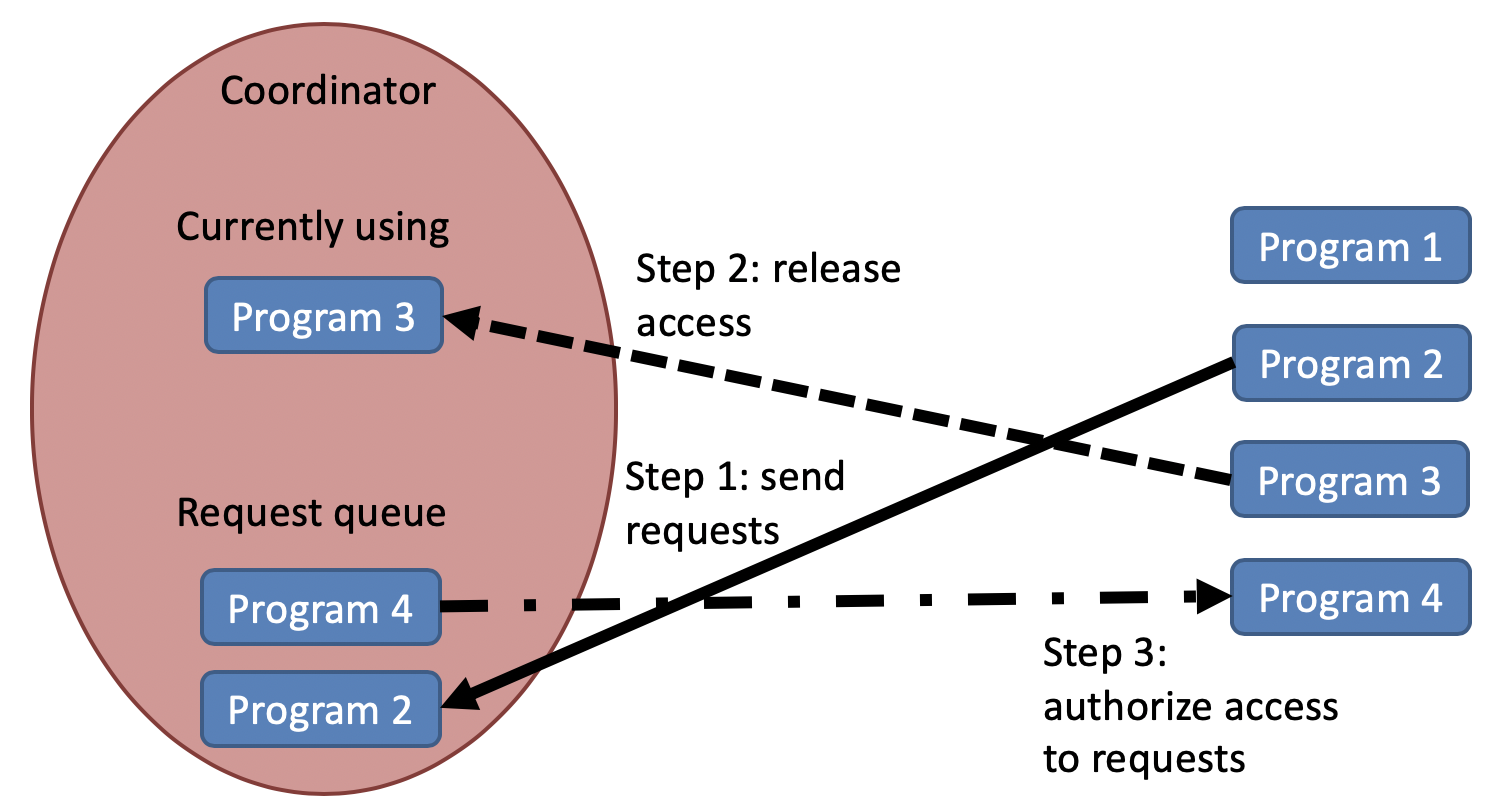 Coordinator
Currently using
Program 3
Request queue
Program 4
Program 2
Step 2: release
access
Step 1: send
requests
Program 1
Program 2
Program 3
Program 4
Step 3:
authorize access
to requests